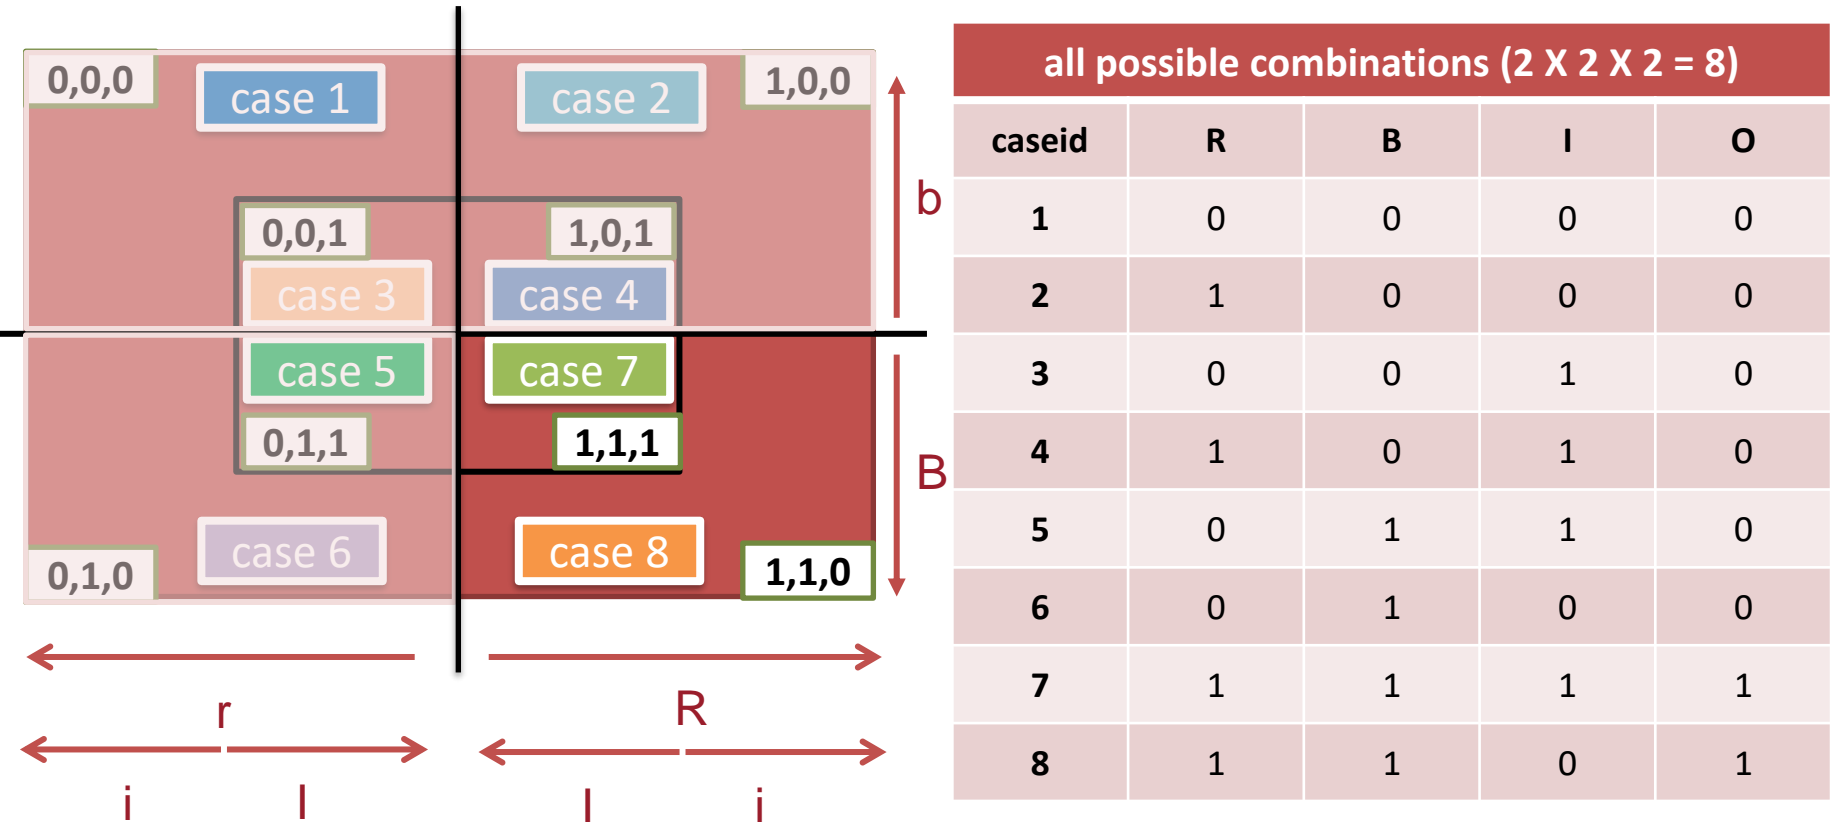 0,0,0
case 1
case 2
1,0,0
b
0,0,1
1,0,1
case 3
case 4
case 5
case 7
0,1,1
1,1,1
B
case 6
case 8
0,1,0
1,1,0
r
R
i
I
I
i
all possible combinations (2 X 2 X 2 = 8)
caseid R B I O
1 0 0 0 0
2 1 0 0 0
3 0 0 1 0
4 1 0 1 0
5 0 1 1 0
6 0 1 0 0
7 1 1 1 1
8 1 1 0 1